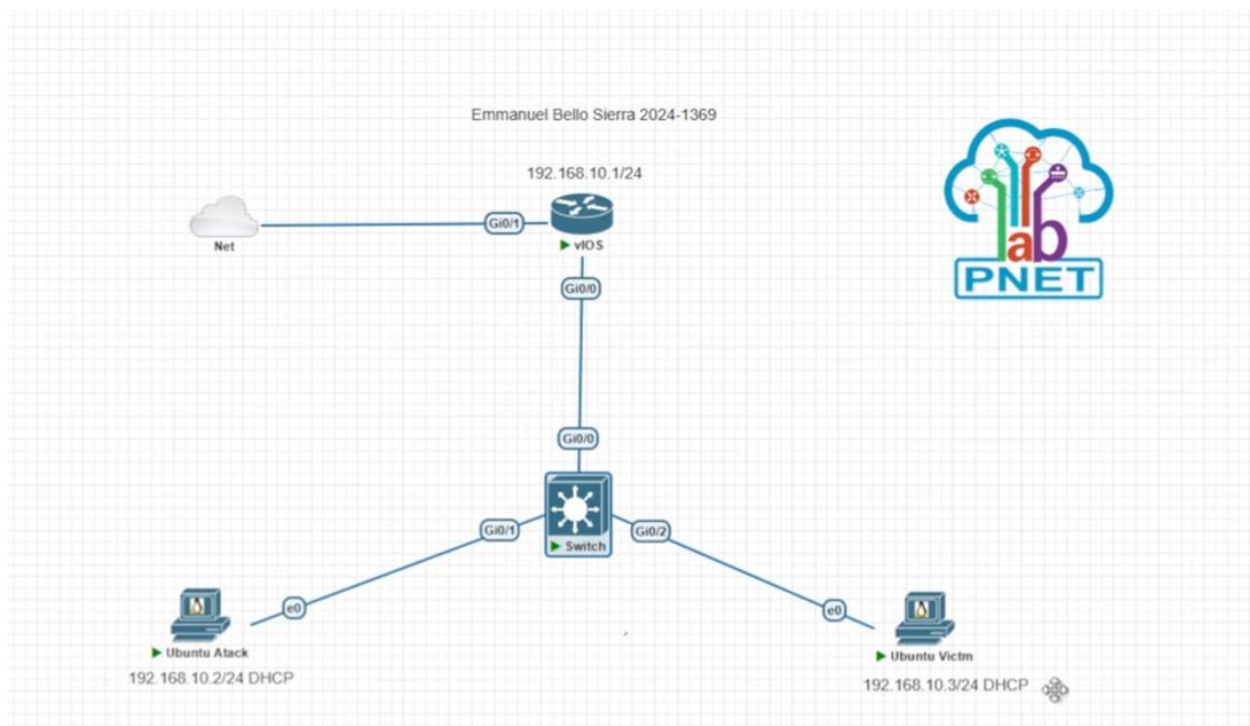 Emmanuel Bello Sierra 2024-1369
192.168.10.1/24
Net
Gi0/1
vIOS
Gi0/0
lab
PNET
Gi0/0
Gi0/1
Switch
Gi0/2
e0
Ubuntu Atack
192.168.10.2/24 DHCP
e0
Ubuntu Victm
192.168.10.3/24 DHCP